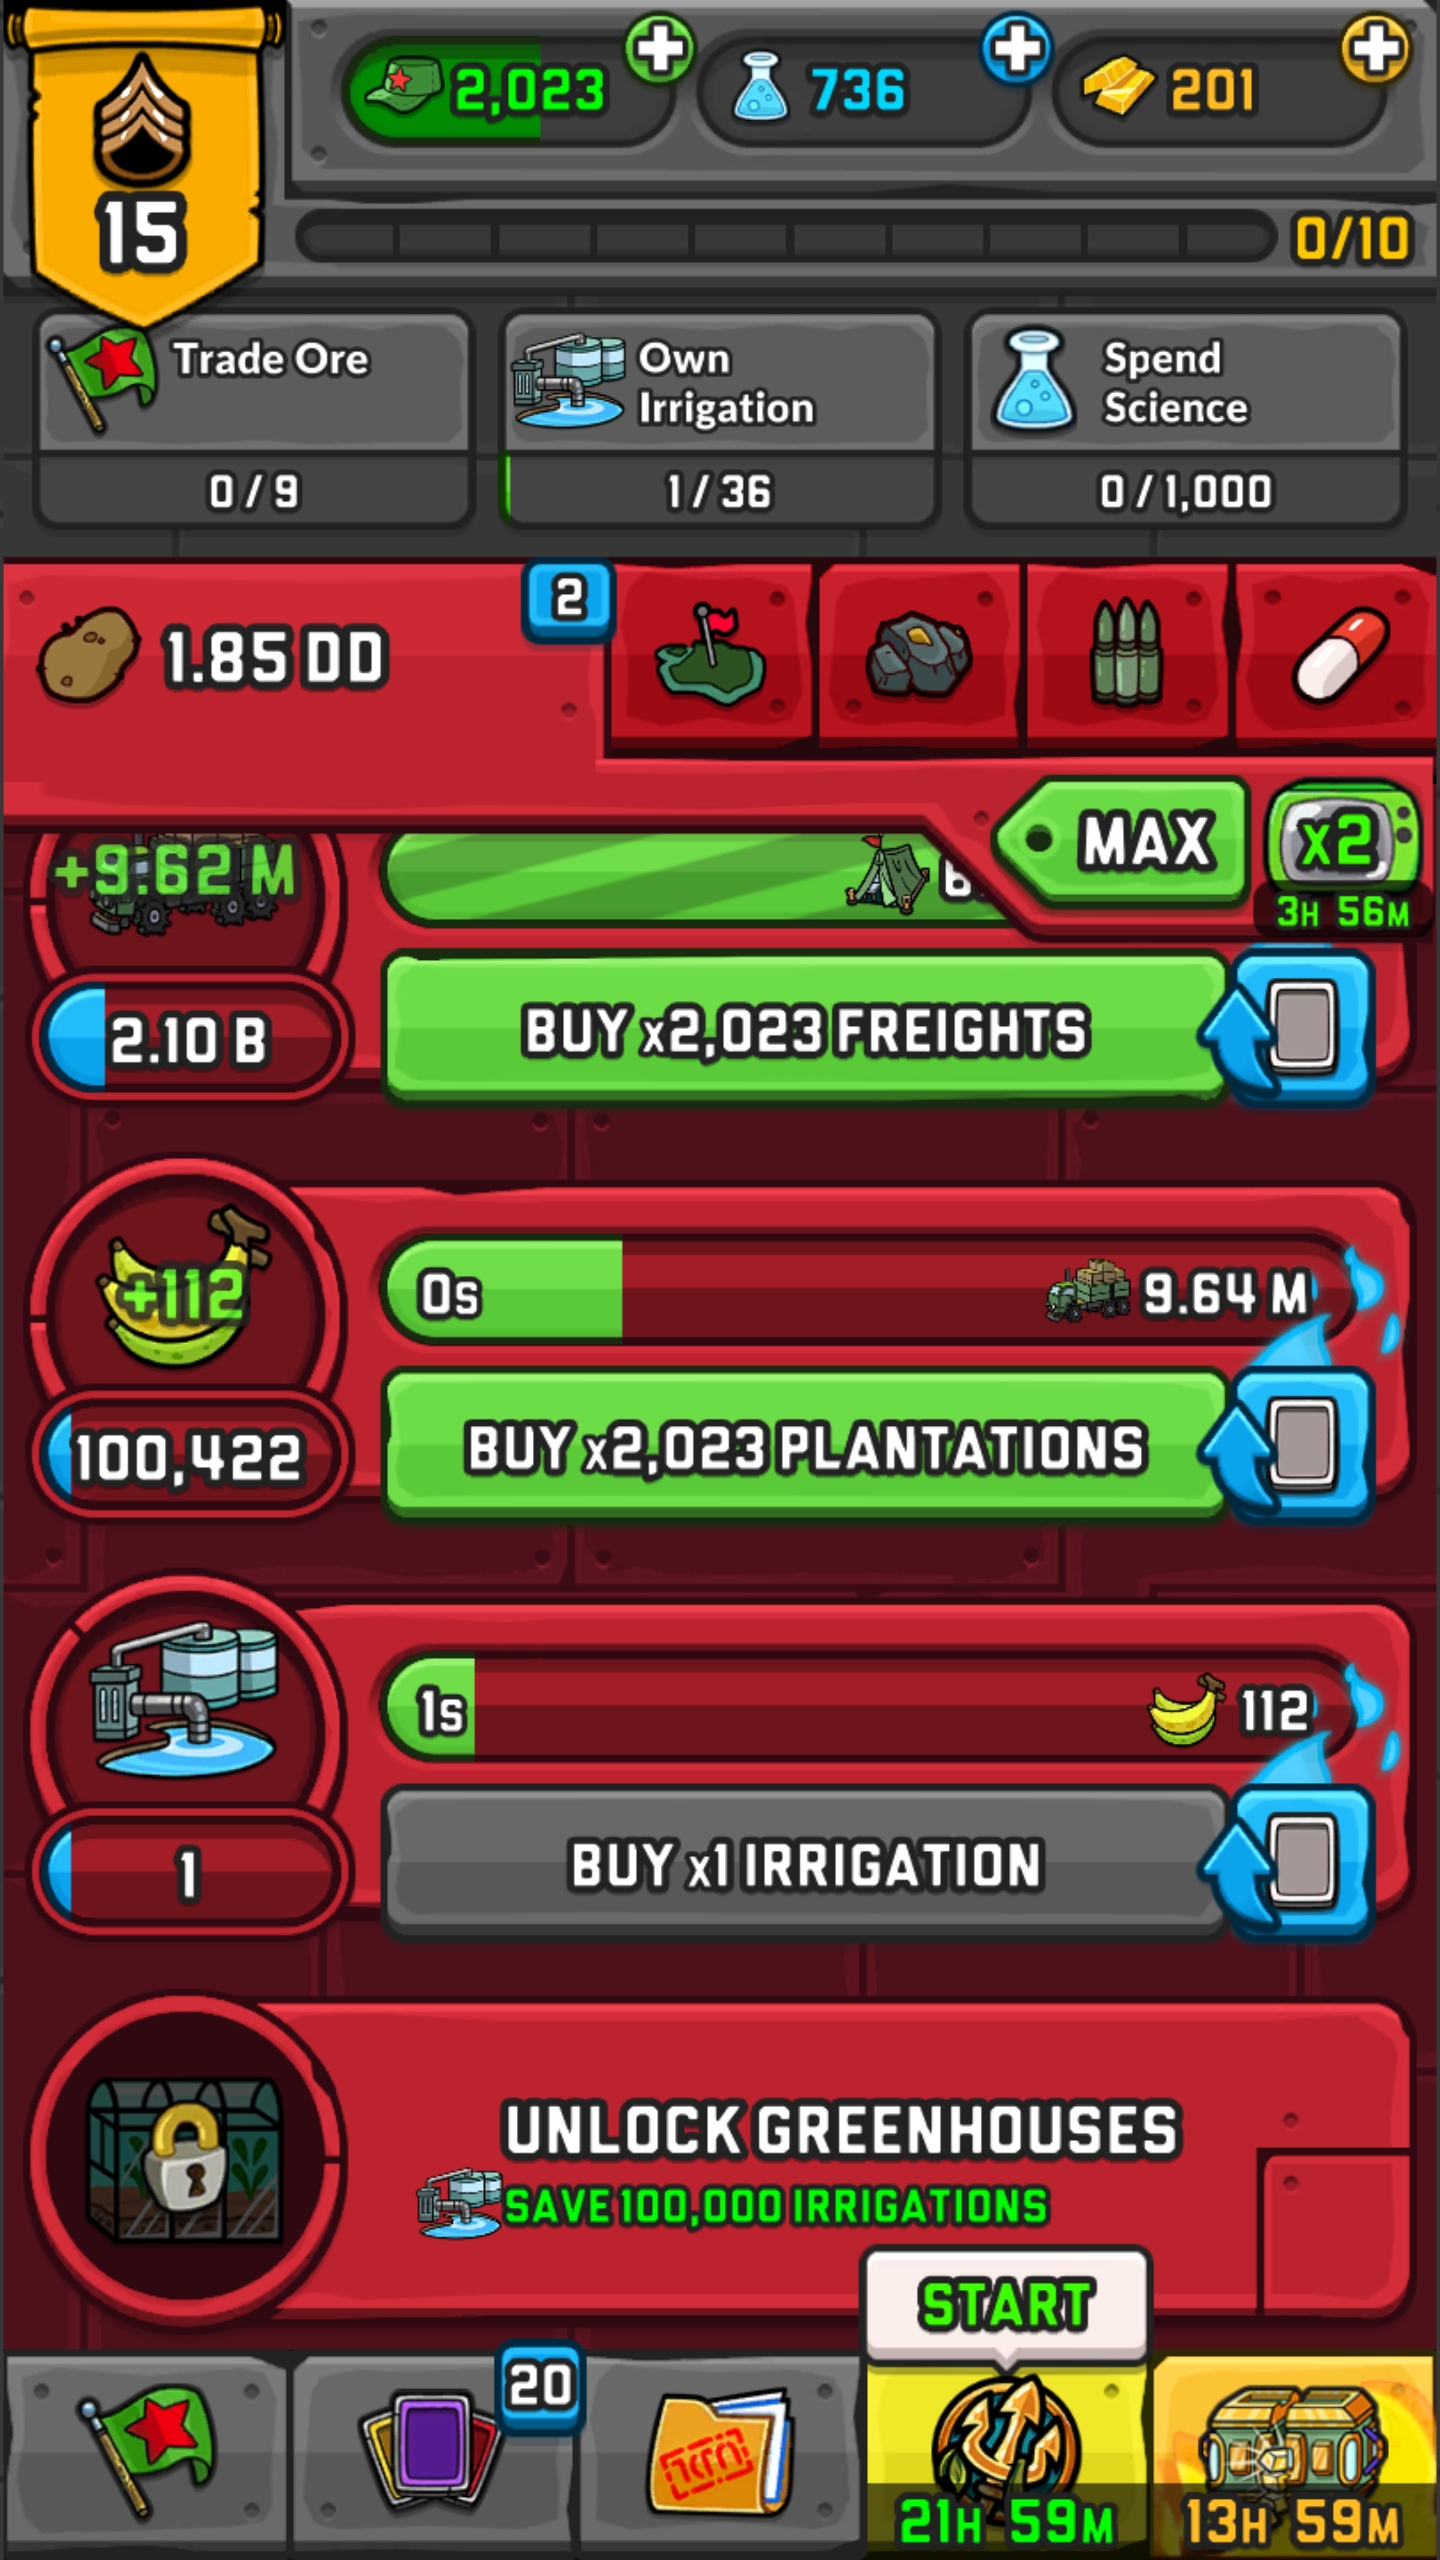 2,023
736
201
15
0/10
Trade Ore
0 / 9
Own
Irrigation
1 / 36
Spend
Science
0 / 1,000
1.85 DD
2
MAX
x2
3H 56M
+9.62 M
2.10 B
BUY x2,023 FREIGHTS
+112
0s
9.64 M
100,422
BUY x2,023 PLANTATIONS
1s
112
1
BUY x1 IRRIGATION
UNLOCK GREENHOUSES
SAVE 100,000 IRRIGATIONS
START
20
21H 59M
13H 59M